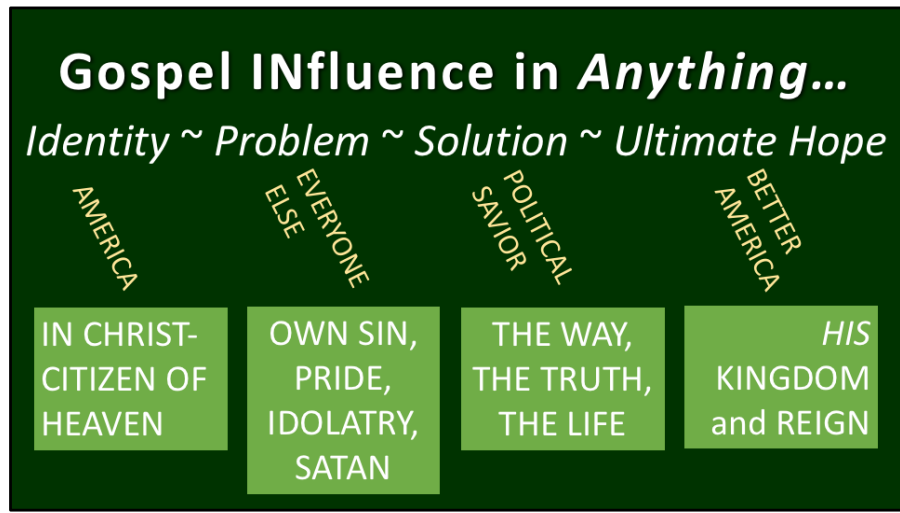 Gospel INfluence in Anything…
Identity ~ Problem ~ Solution ~ Ultimate Hope
AMERICA
EVERYONE
ELSE
POLITICAL
SAVIOR
BETTER
AMERICA
IN CHRIST-
CITIZEN OF
HEAVEN
OWN SIN,
PRIDE,
IDOLATRY,
SATAN
THE WAY,
THE TRUTH,
THE LIFE
HIS
KINGDOM
and REIGN